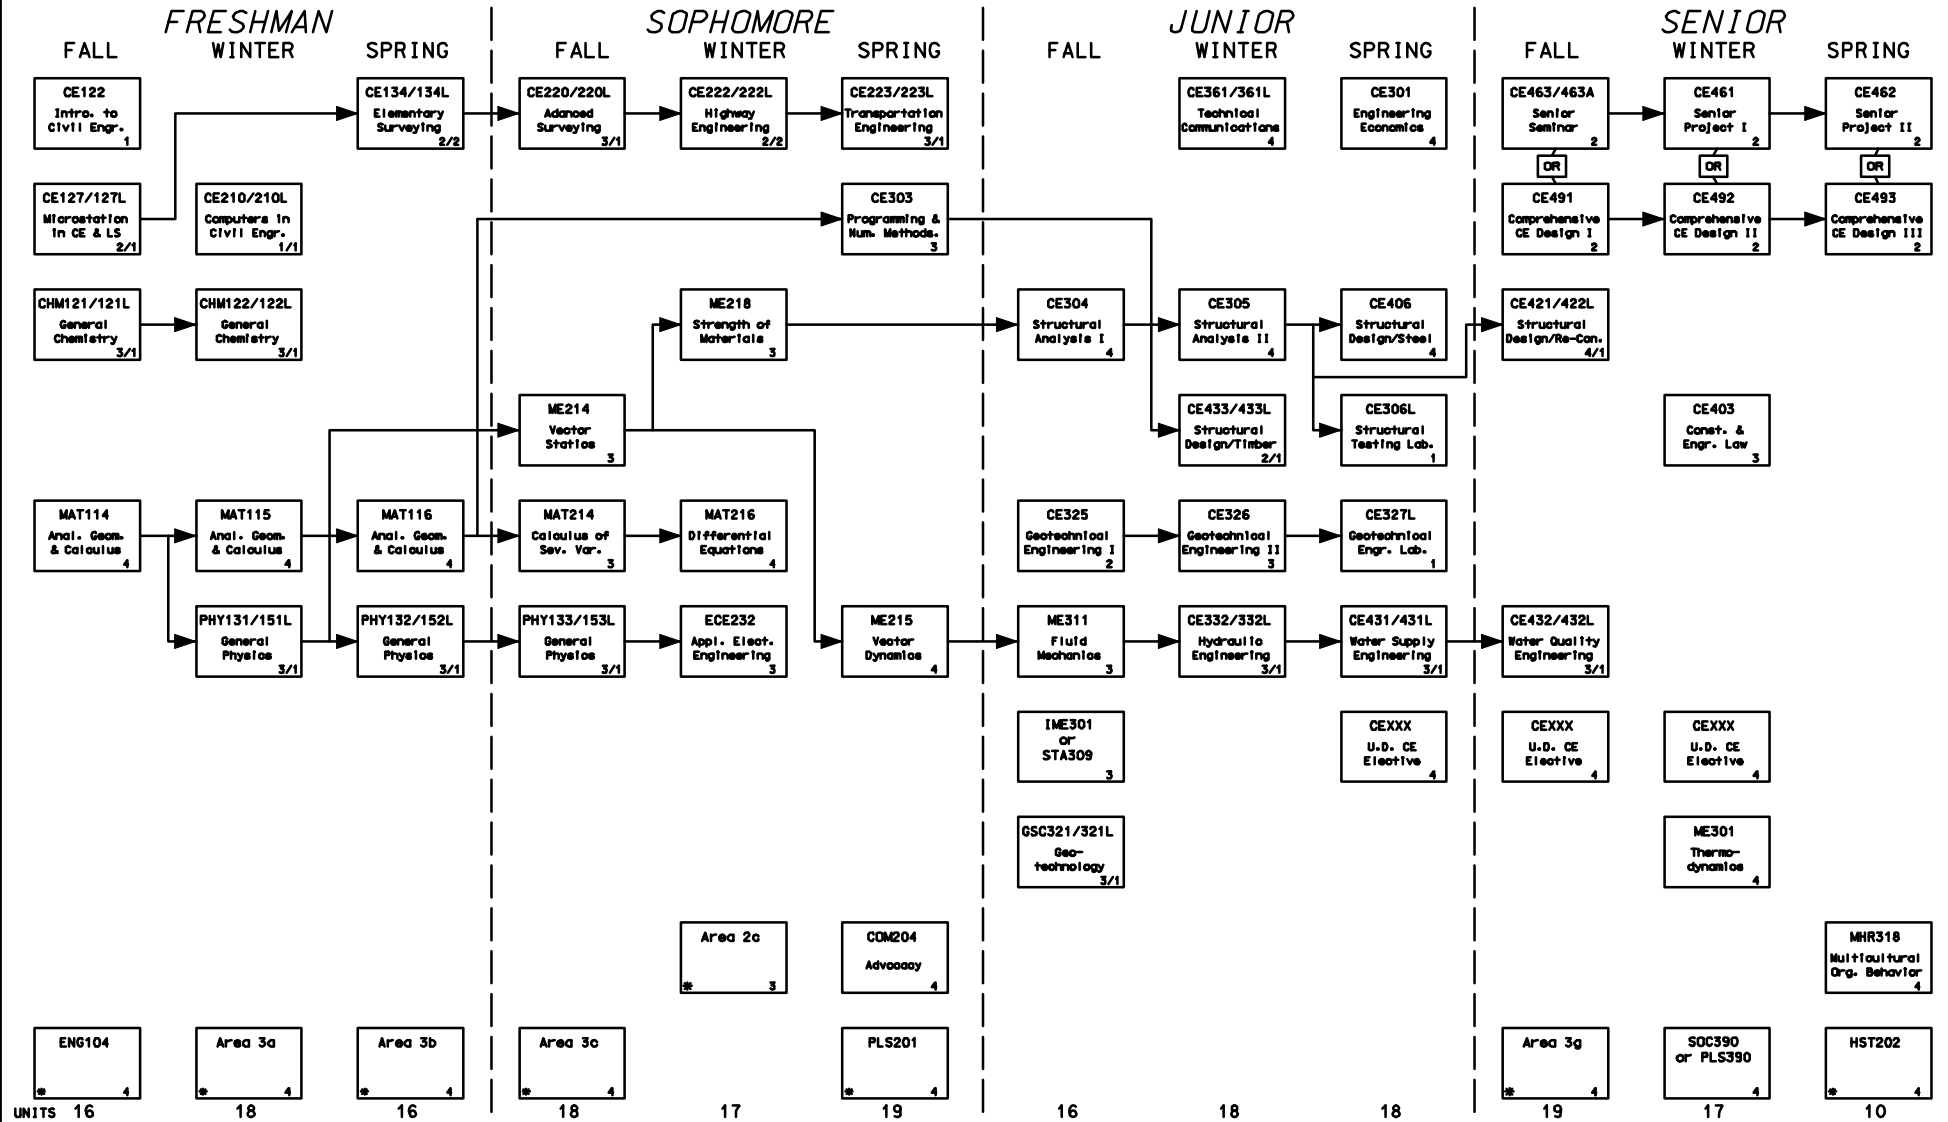 FRESHMAN
SOPHOMORE
JUNIOR
SENIOR
FALL
WINTER
SPRING
FALL
WINTER
SPRING
FALL
WINTER
SPRING
FALL
WINTER
SPRING
CE122
Intro. to
Civil Engr.
1
CE134/134L
Elementary
Surveying
2/2
CE220/220L
Adanced
Surveying
3/1
CE222/222L
Highway
Engineering
2/2
CE223/223L
Transportation
Engineering
3/1
CE361/361L
Technical
Communications
4
CE301
Engineering
Economics
4
CE463/463A
Senior
Seminar
2
CE461
Senior
Project I
2
CE462
Senior
Project II
2
OR
OR
OR
CE127/127L
Microstation
in CE & LS
2/1
CE210/210L
Computers in
Civil Engr.
1/1
CE303
Programming &
Num. Methods.
3
CE491
Comprehensive
CE Design I
2
CE492
Comprehensive
CE Design II
2
CE493
Comprehensive
CE Design III
2
CHM121/121L
General
Chemistry
3/1
CHM122/122L
General
Chemistry
3/1
ME218
Strength of
Materials
3
CE304
Structural
Analysis I
4
CE305
Structural
Analysis II
4
CE406
Structural
Design/Steel
4
CE421/422L
Structural
Design/Re-Con.
4/1
ME214
Vector
Statics
3
CE433/433L
Structural
Design/Timber
2/1
CE306L
Structural
Testing Lab.
1
CE403
Const. &
Engr. Law
3
MAT114
Anal. Geom.
& Calculus
4
MAT115
Anal. Geom.
& Calculus
4
MAT116
Anal. Geom.
& Calculus
4
MAT214
Calculus of
Sev. Var.
3
MAT216
Differential
Equations
4
CE325
Geotechnical
Engineering I
2
CE326
Geotechnical
Engineering II
3
CE327L
Geotechnical
Engr. Lab.
1
PHY131/151L
General
Physics
3/1
PHY132/152L
General
Physics
3/1
PHY133/153L
General
Physics
3/1
ECE232
Appl. Elect.
Engineering
3
ME215
Vector
Dynamics
4
ME311
Fluid
Mechanics
3
CE332/332L
Hydraulic
Engineering
3/1
CE431/431L
Water Supply
Engineering
3/1
CE432/432L
Water Quality
Engineering
3/1
IME301
or
STA309
3
CEXXX
U.D. CE
Elective
4
CEXXX
U.D. CE
Elective
4
CEXXX
U.D. CE
Elective
4
GSC321/321L
Geo-
technology
3/1
ME301
Thermo-
dynamics
4
Area 2c
* 3
COM204
Advocacy
4
MHR318
Multicultural
Org. Behavior
4
ENG104
* 4
Area 3a
* 4
Area 3b
* 4
Area 3c
* 4
PLS201
* 4
Area 3g
* 4
SOC390
or PLS390
4
HST202
* 4
UNITS 16 18 16 18 17 19 16 18 18 19 17 10